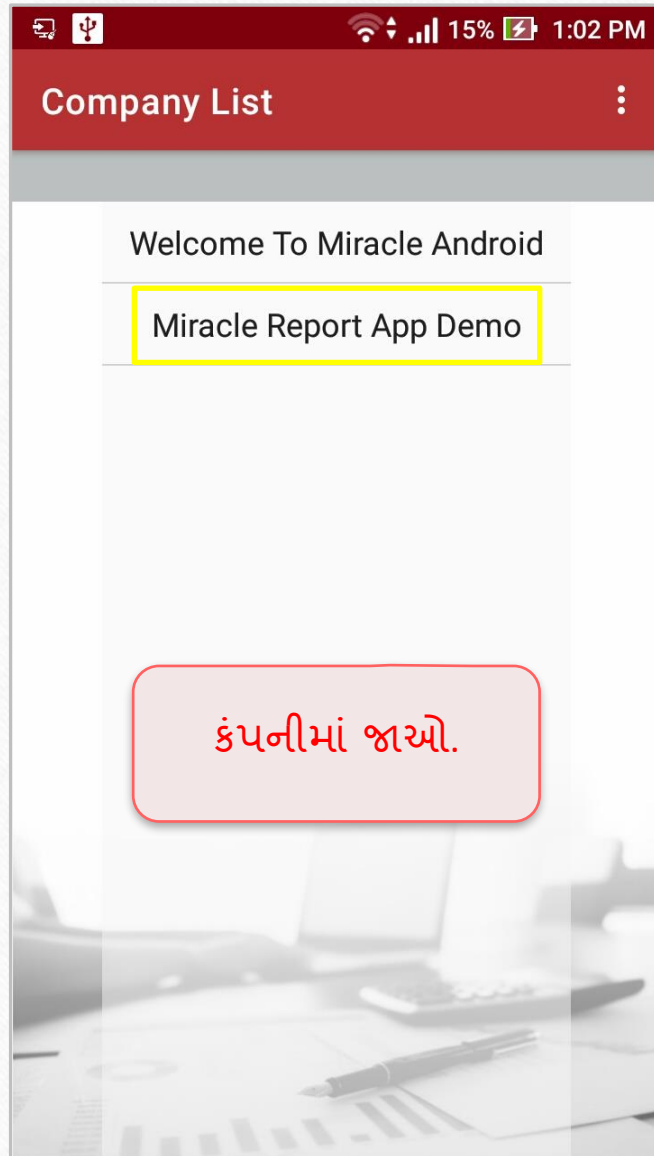 15% 1:02 PM
Company List
Welcome To Miracle Android
Miracle Report App Demo
કંપનીમાં જાઓ.